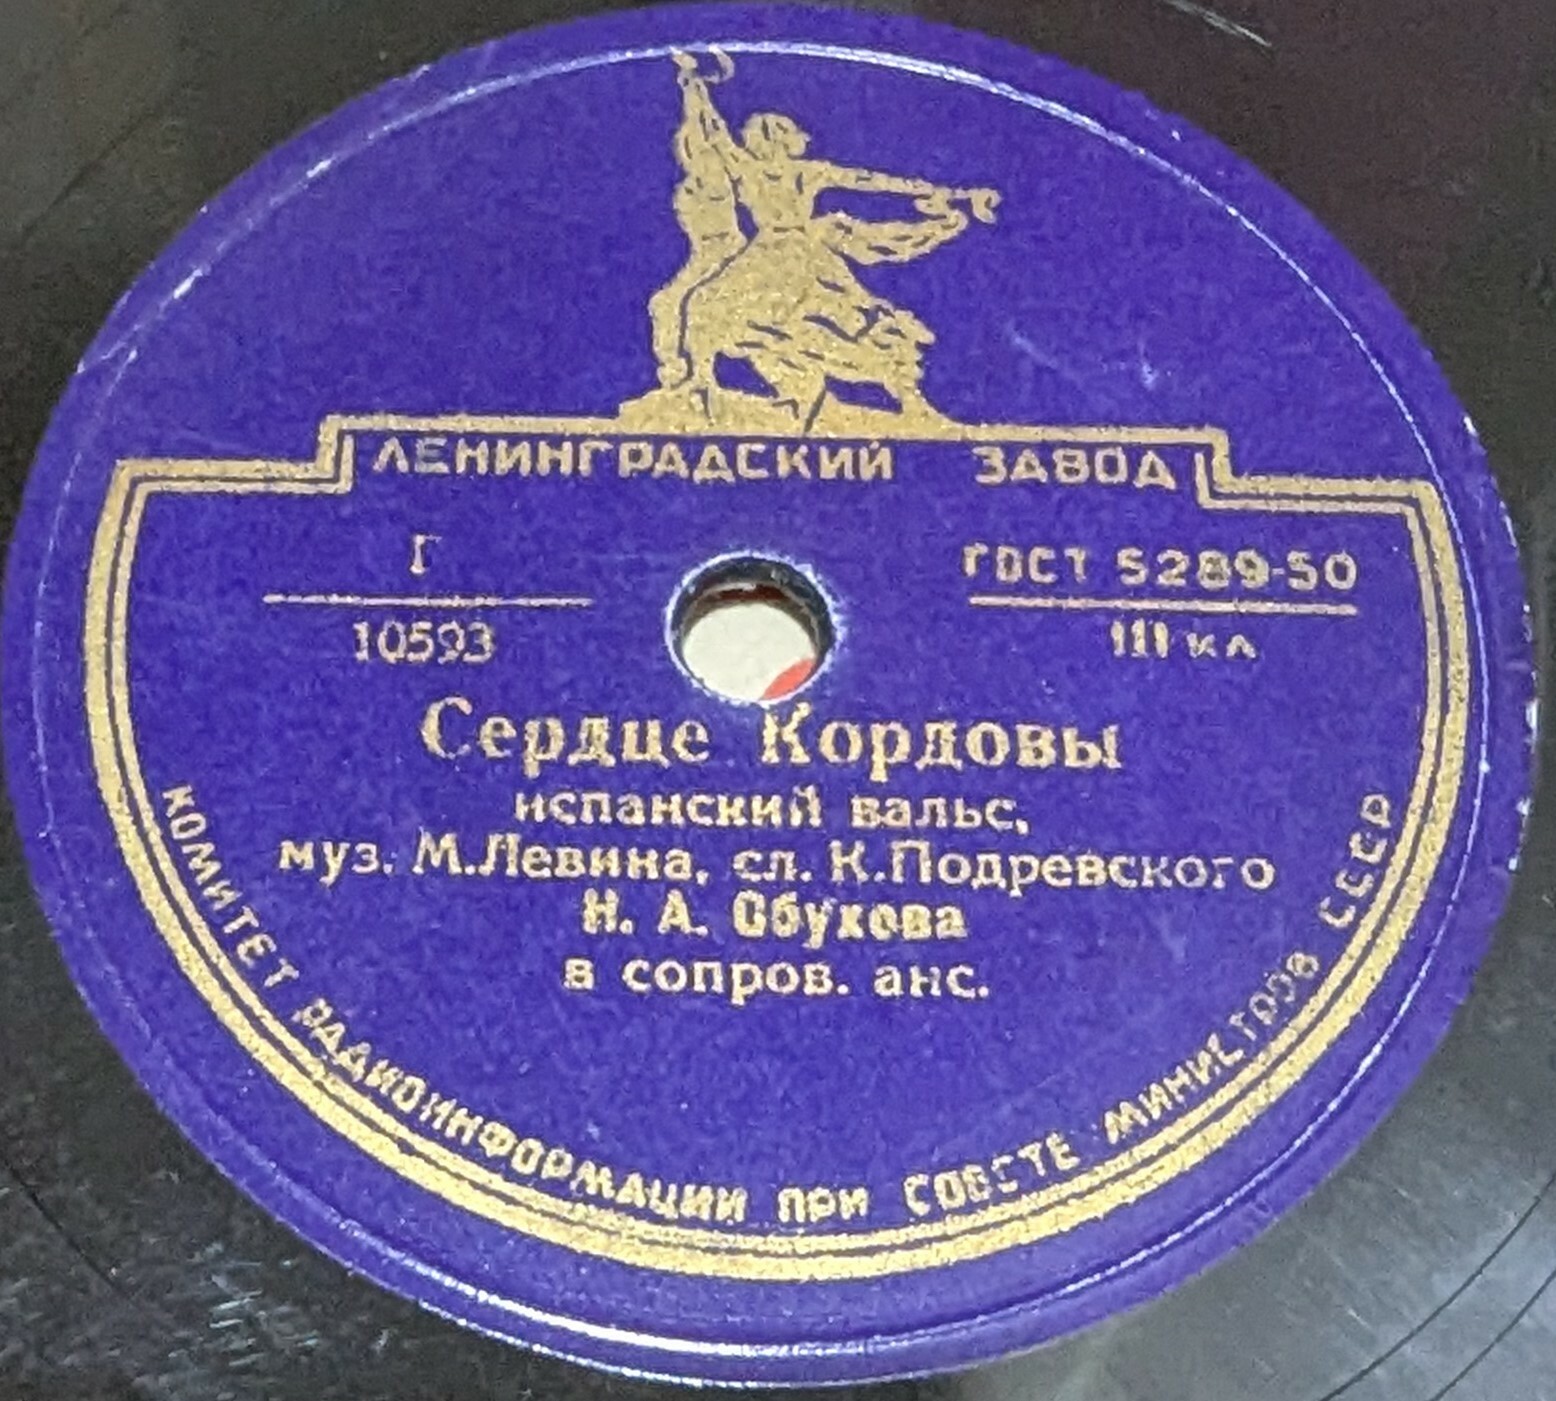 ЛЕНИНГРАДСКИЙ ЗАВОД
Г
10593
ГОСТ 5289-50
III кл
Сердце Кордовы
испанский вальс,
муз. М.Левина, сл. К.Подревского
Н. А. Обухова
в сопров. анс.
КОМИТЕТ РАДИОИНФОРМАЦИИ ПРИ СОВЕТЕ МИНИСТРОВ СССР